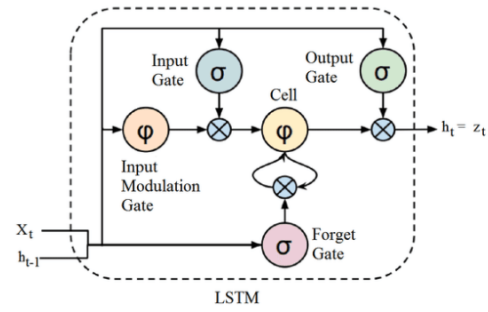 Input
Gate
σ
Output
Gate
σ
Cell
φ
φ
h_t = z_t
Input
Modulation
Gate
X_t
h_t-1
σ
Forget
Gate
LSTM